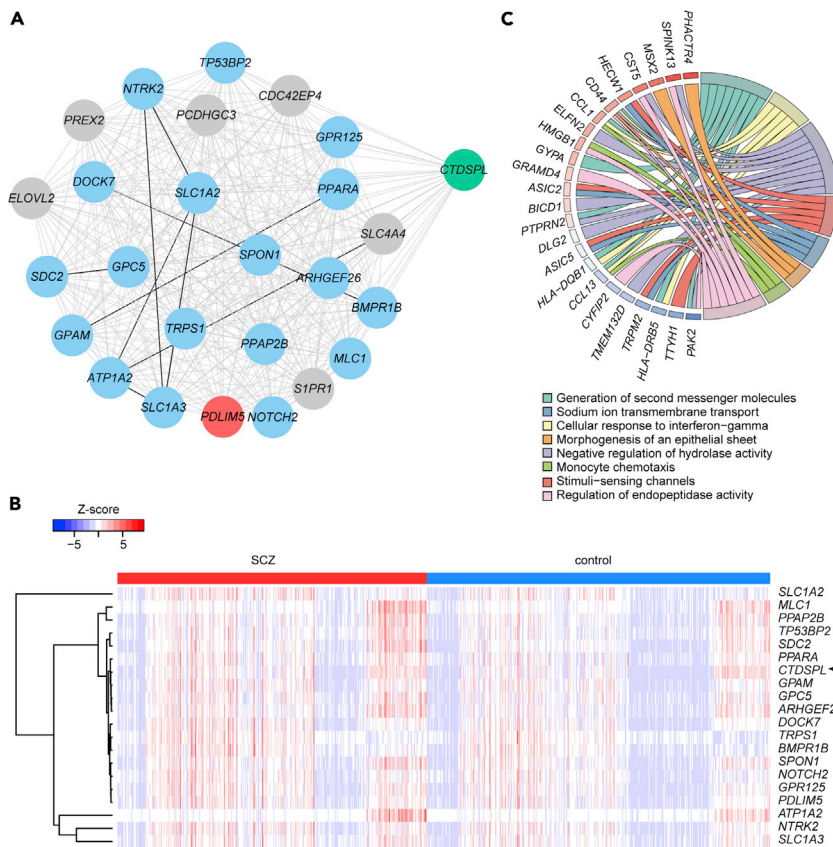 A
TP53BP2
NTRK2
CDC42EP4
PREX2
PCDHGC3
GPR125
CTDSPL
DOCK7
SLC1A2
PPARA
ELOVL2
SLC4A4
SPON1
SDC2
GPC5
ARHGEF26
BMPR1B
GPAM
TRPS1
PPAP2B
MLC1
ATP1A2
S1PR1
SLC1A3
PDLIM5
NOTCH2
C
PHACTR4
SPINK13
MSX2
CST5
HECW1
CD44
CCL1
ELFN2
HMGB1
GYPA
GRAMD4
ASIC2
BICD1
PTPRN2
DLG2
ASIC5
HLA-DQB1
CCL13
CYFIP2
TMEM132D
TRPM2
HLA-DRB5
TTYH1
PAK2
Generation of second messenger molecules
Sodium ion transmembrane transport
Cellular response to interferon-gamma
Morphogenesis of an epithelial sheet
Negative regulation of hydrolase activity
Monocyte chemotaxis
Stimuli-sensing channels
Regulation of endopeptidase activity
B
Z-score
−5 5
SCZ control
SLC1A2
MLC1
PPAP2B
TP53BP2
SDC2
PPARA
CTDSPL
GPAM
GPC5
ARHGEF2
DOCK7
TRPS1
BMPR1B
SPON1
NOTCH2
GPR125
PDLIM5
ATP1A2
NTRK2
SLC1A3